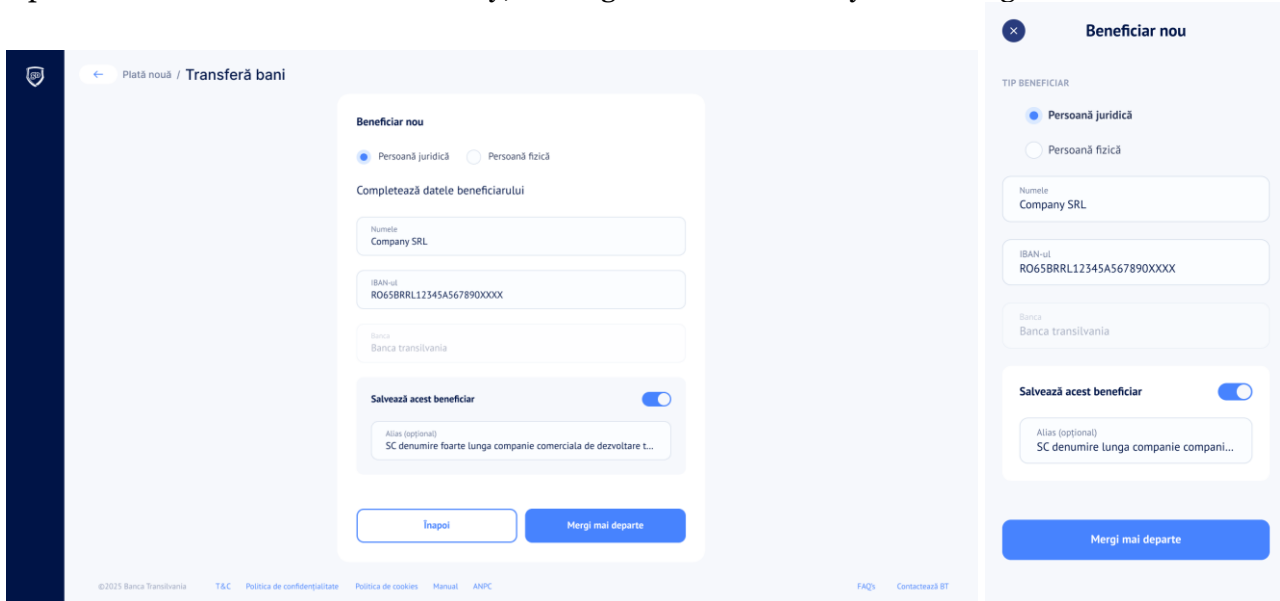 Plată nouă / Transferă bani
Beneficiar nou
Persoană juridică Persoană fizică
Completează datele beneficiarului
Numele
Company SRL
IBAN-ul
RO65BRRL12345A567890XXXX
Banca
Banca transilvania
Salvează acest beneficiar
Alias (opțional)
SC denumire foarte lunga companie comerciala de dezvoltare t...
Înapoi Mergi mai departe
©2025 Banca Transilvania T&C Politica de confidențialitate Politica de cookies Manual ANPC FAQ's Contactează BT
Beneficiar nou
TIP BENEFICIAR
Persoană juridică
Persoană fizică
Numele
Company SRL
IBAN-ul
RO65BRRL12345A567890XXXX
Banca
Banca transilvania
Salvează acest beneficiar
Alias (opțional)
SC denumire lunga companie compani...
Mergi mai departe